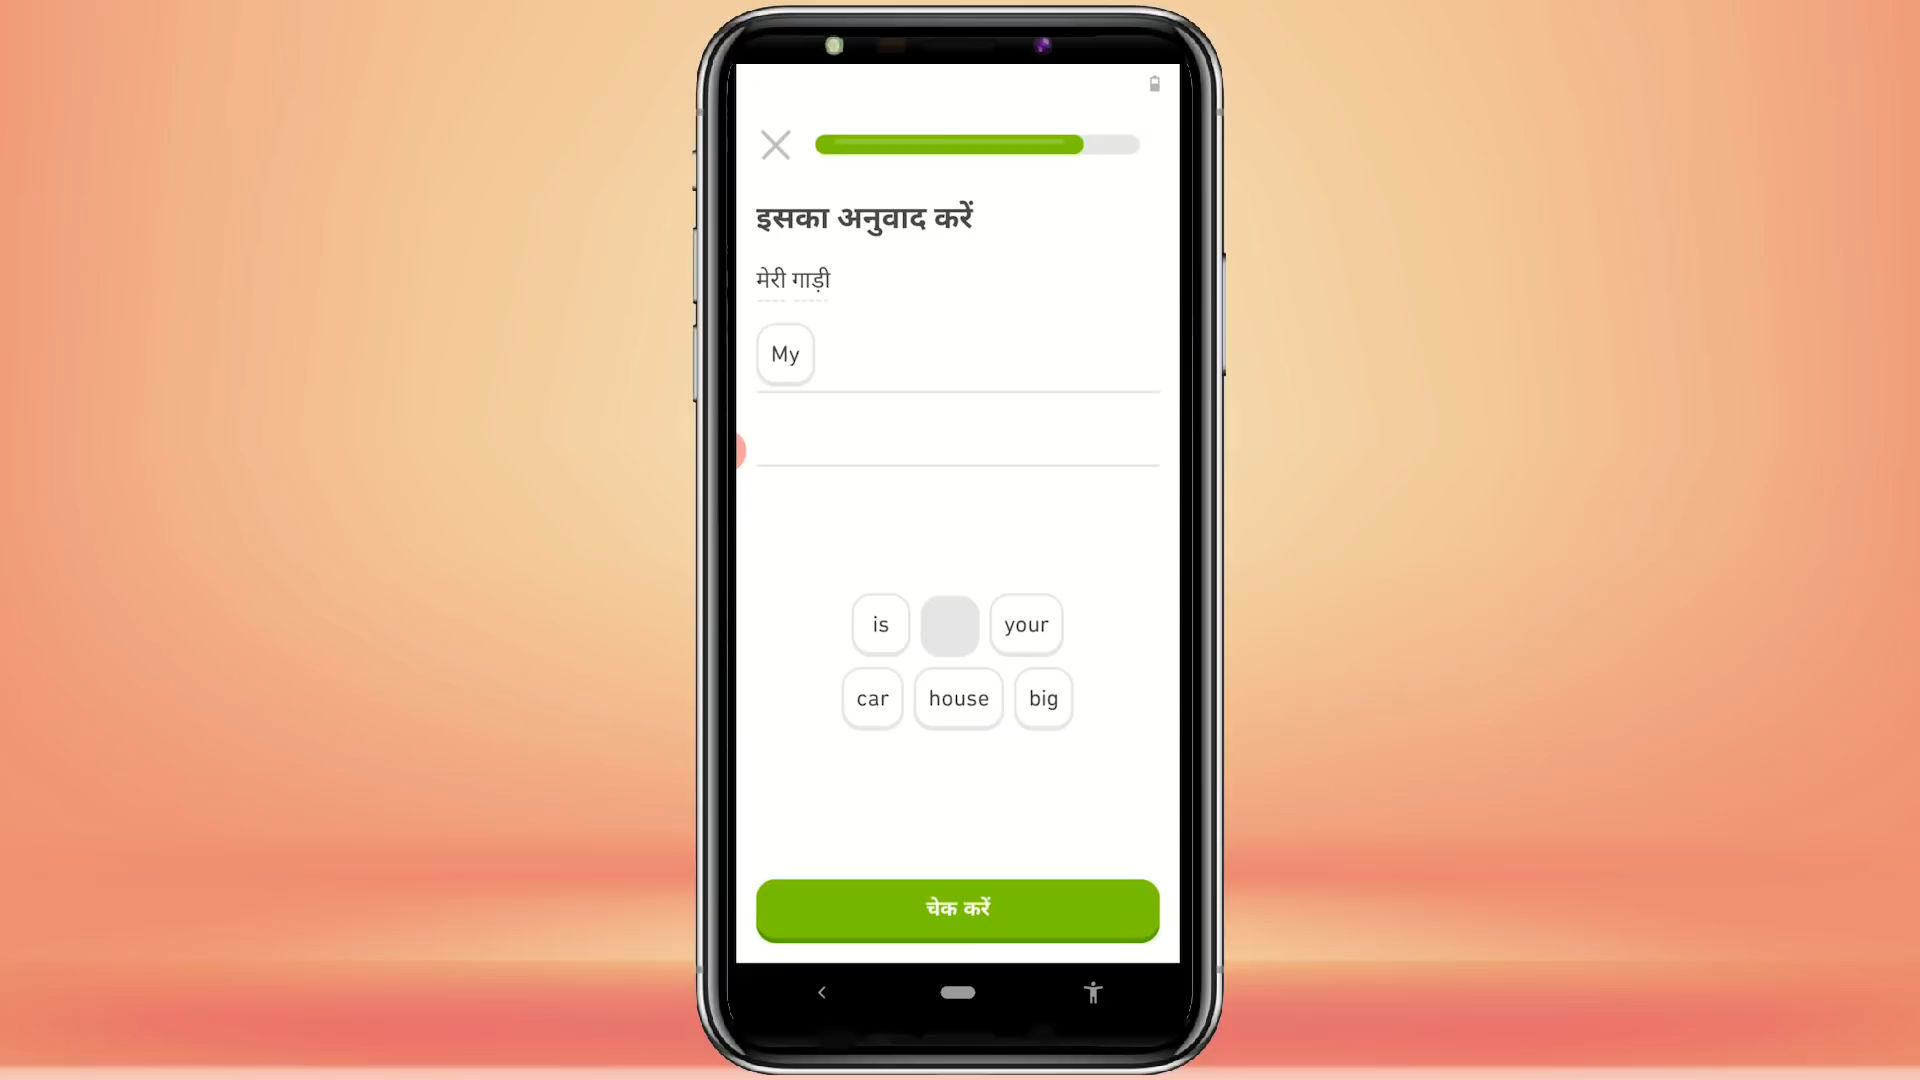 इसका अनुवाद करें
मेरी गाड़ी
My
is your
car house big
चेक करें